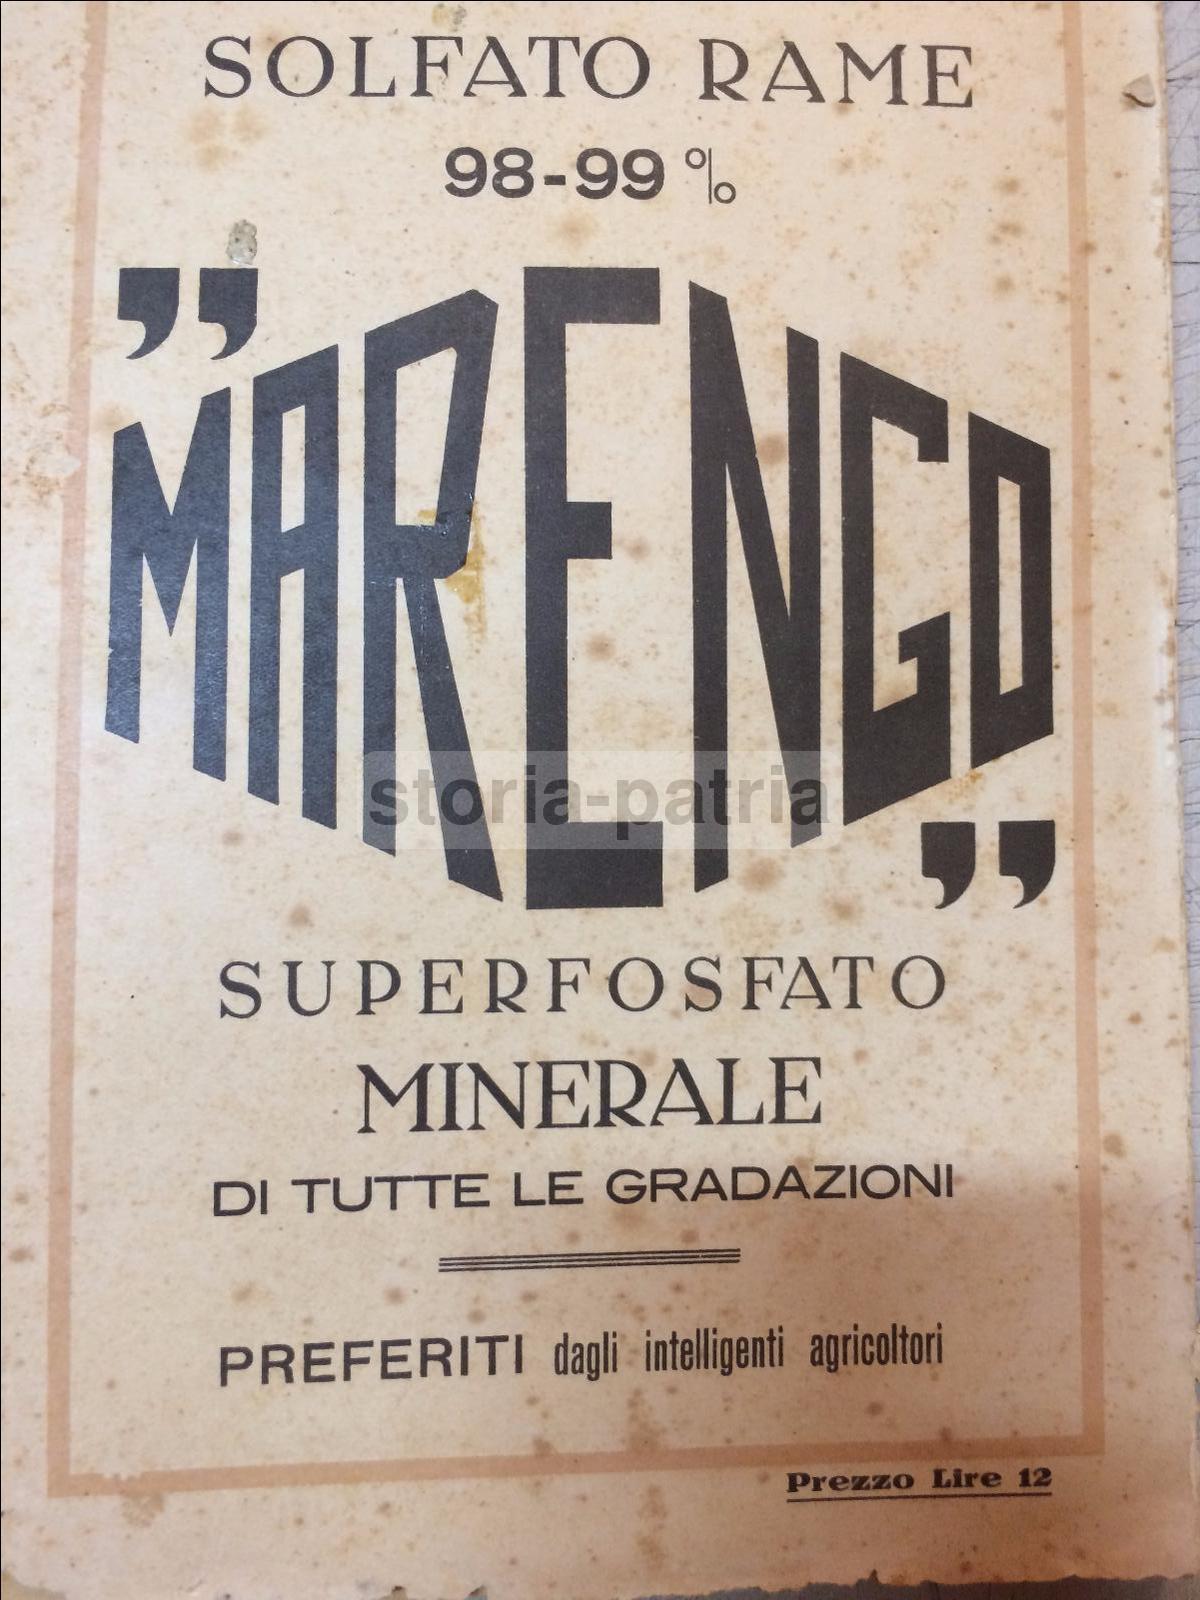 SOLFATO RAME
98-99 %
„MARENGO”
storia-patria
SUPERFOSFATO
MINERALE
DI TUTTE LE GRADAZIONI
PREFERITI dagli intelligenti agricoltori
Prezzo Lire 12